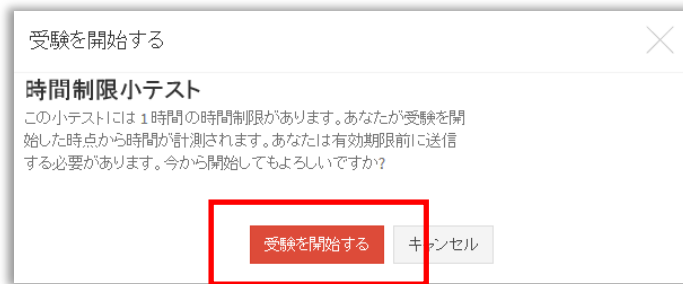 受験を開始する
時間制限小テスト
この小テストには 1 時間の時間制限があります。あなたが受験を開
始した時点から時間が計測されます。あなたは有効期限前に送信
する必要があります。今から開始してもよろしいですか?
受験を開始する
キャンセル